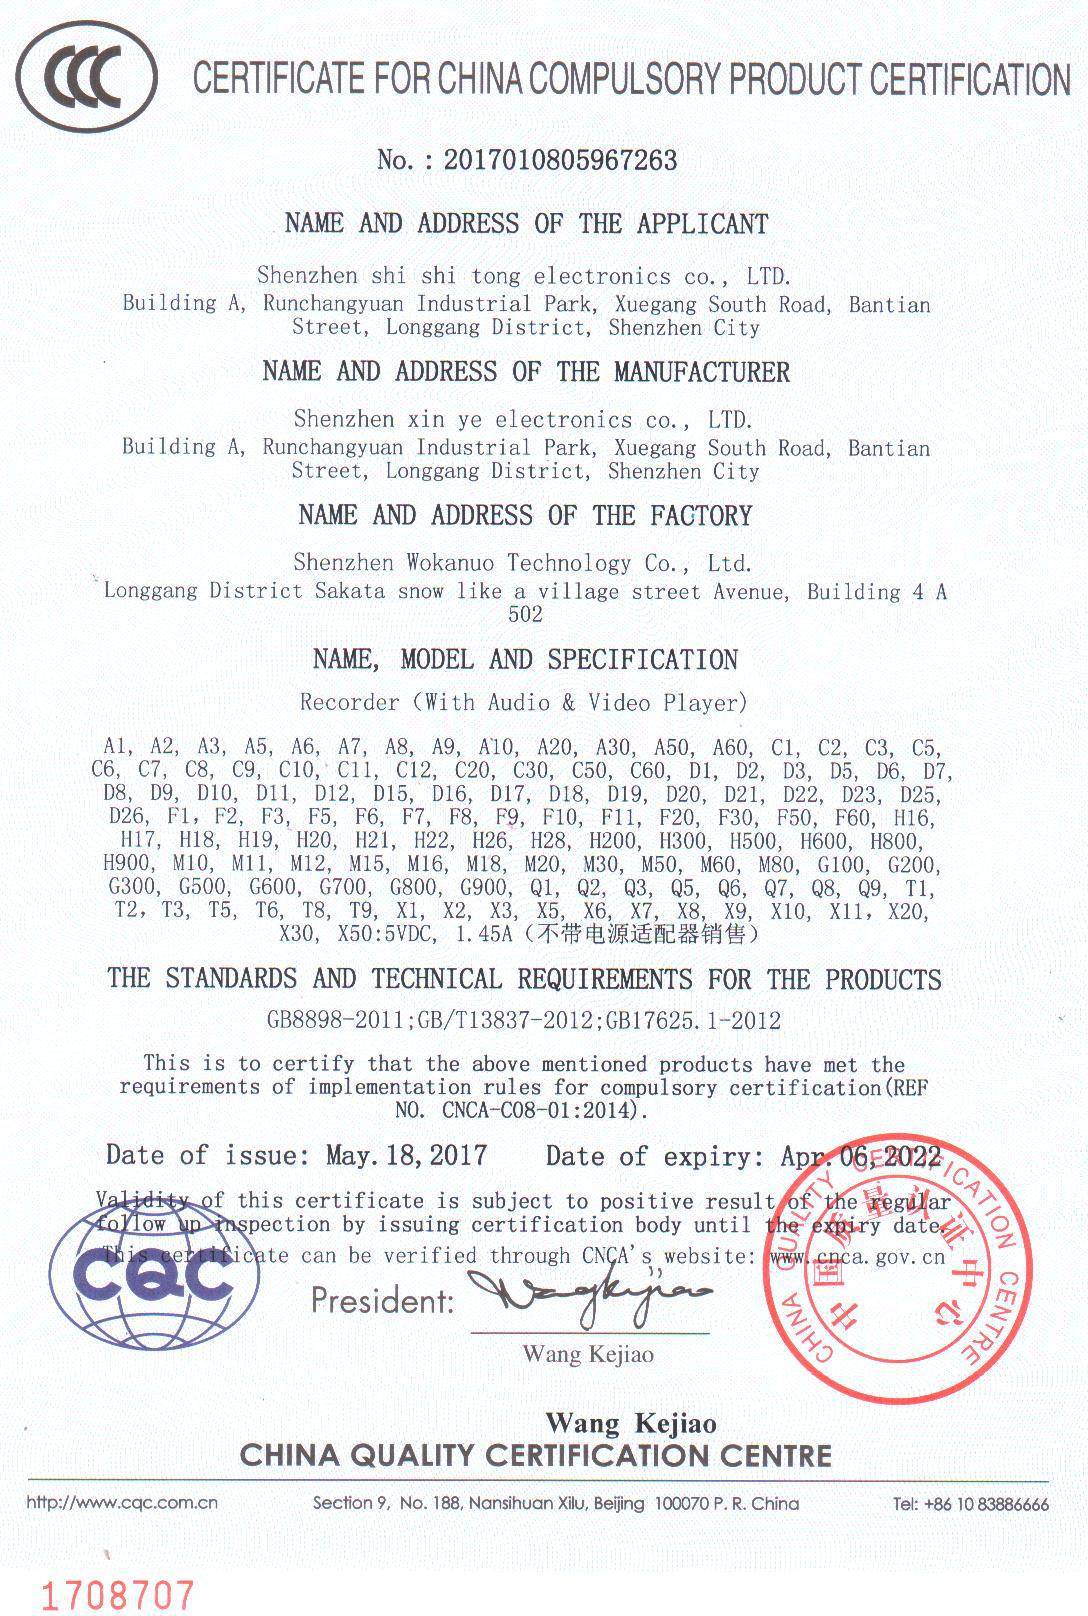 CCC
CERTIFICATE FOR CHINA COMPULSORY PRODUCT CERTIFICATION
No. : 2017010805967263
NAME AND ADDRESS OF THE APPLICANT
Shenzhen shi shi tong electronics co., LTD.
Building A, Runchangyuan Industrial Park, Xuegang South Road, Bantian
Street, Longgang District, Shenzhen City
NAME AND ADDRESS OF THE MANUFACTURER
Shenzhen xin ye electronics co., LTD.
Building A, Runchangyuan Industrial Park, Xuegang South Road, Bantian
Street, Longgang District, Shenzhen City
NAME AND ADDRESS OF THE FACTORY
Shenzhen Wokanuo Technology Co., Ltd.
Longgang District Sakata snow like a village street Avenue, Building 4 A
502
NAME, MODEL AND SPECIFICATION
Recorder (With Audio & Video Player)
A1, A2, A3, A5, A6, A7, A8, A9, A10, A20, A30, A50, A60, C1, C2, C3, C5,
C6, C7, C8, C9, C10, C11, C12, C20, C30, C50, C60, D1, D2, D3, D5, D6, D7,
D8, D9, D10, D11, D12, D15, D16, D17, D18, D19, D20, D21, D22, D23, D25,
D26, F1, F2, F3, F5, F6, F7, F8, F9, F10, F11, F20, F30, F50, F60, H16,
H17, H18, H19, H20, H21, H22, H26, H28, H200, H300, H500, H600, H800,
H900, M10, M11, M12, M15, M16, M18, M20, M30, M50, M60, M80, G100, G200,
G300, G500, G600, G700, G800, G900, Q1, Q2, Q3, Q5, Q6, Q7, Q8, Q9, T1,
T2, T3, T5, T6, T8, T9, X1, X2, X3, X5, X6, X7, X8, X9, X10, X11, X20,
X30, X50:5VDC, 1.45A (不带电源适配器销售)
THE STANDARDS AND TECHNICAL REQUIREMENTS FOR THE PRODUCTS
GB8898-2011;GB/T13837-2012;GB17625.1-2012
This is to certify that the above mentioned products have met the
requirements of implementation rules for compulsory certification(REF
NO. CNCA-C08-01:2014).
Date of issue: May.18,2017 Date of expiry: Apr.06,2022
Validity of this certificate is subject to positive result of the regular
follow up inspection by issuing certification body until the expiry date.
This certificate can be verified through CNCA's website: www.cnca.gov.cn
CQC
President: Wang Kejiao
Wang Kejiao
CHINA QUALITY CERTIFICATION CENTRE
中国质量认证中心
Wang Kejiao
CHINA QUALITY CERTIFICATION CENTRE
http://www.cqc.com.cn Section 9, No. 188, Nansihuan Xilu, Beijing 100070 P. R. China Tel: +86 10 83886666
1708707